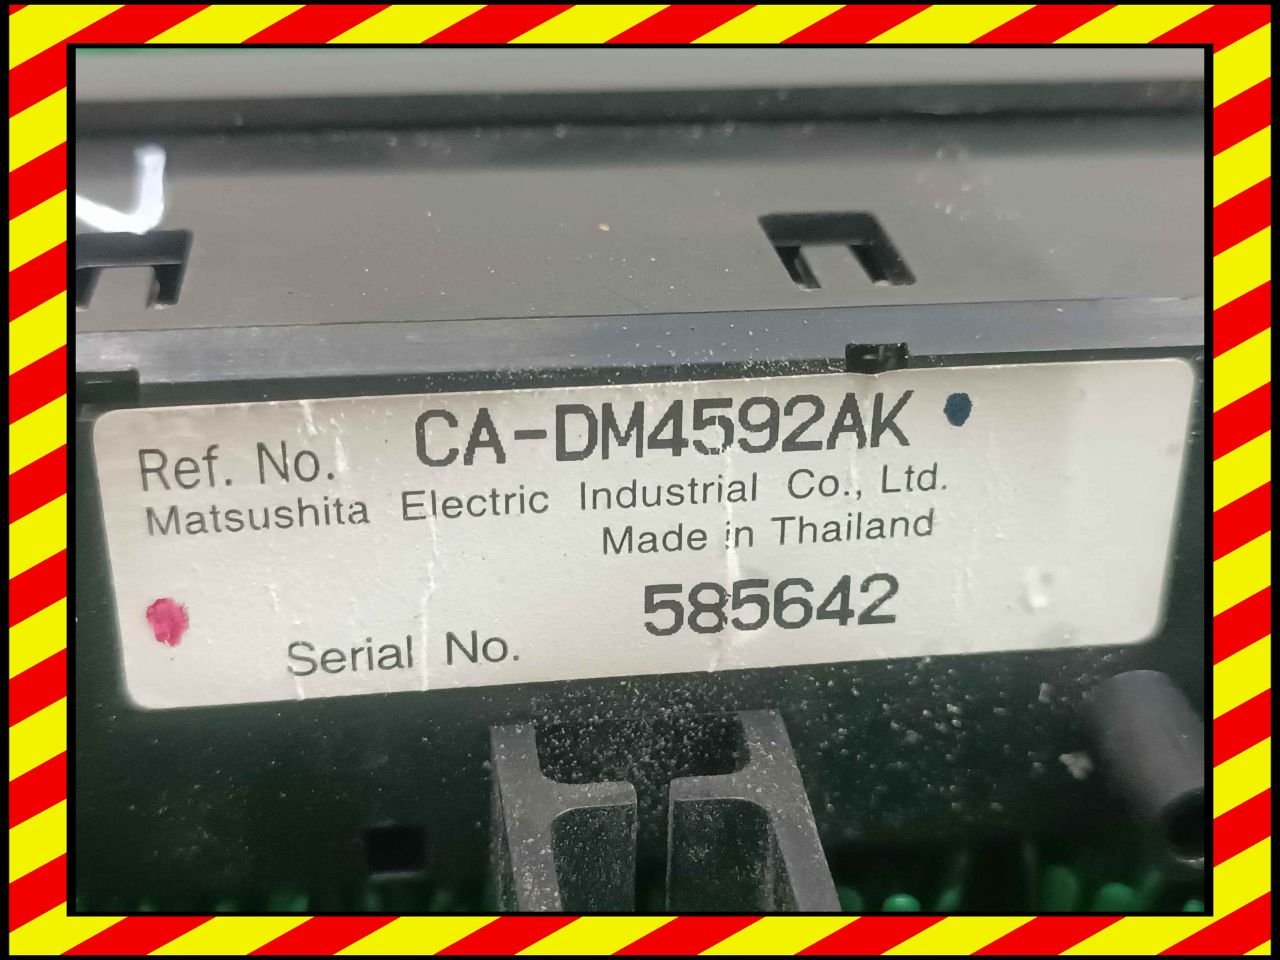 Ref. No. CA-DM4592AK
Matsushita Electric Industrial Co., Ltd.
Made in Thailand
585642
Serial No.